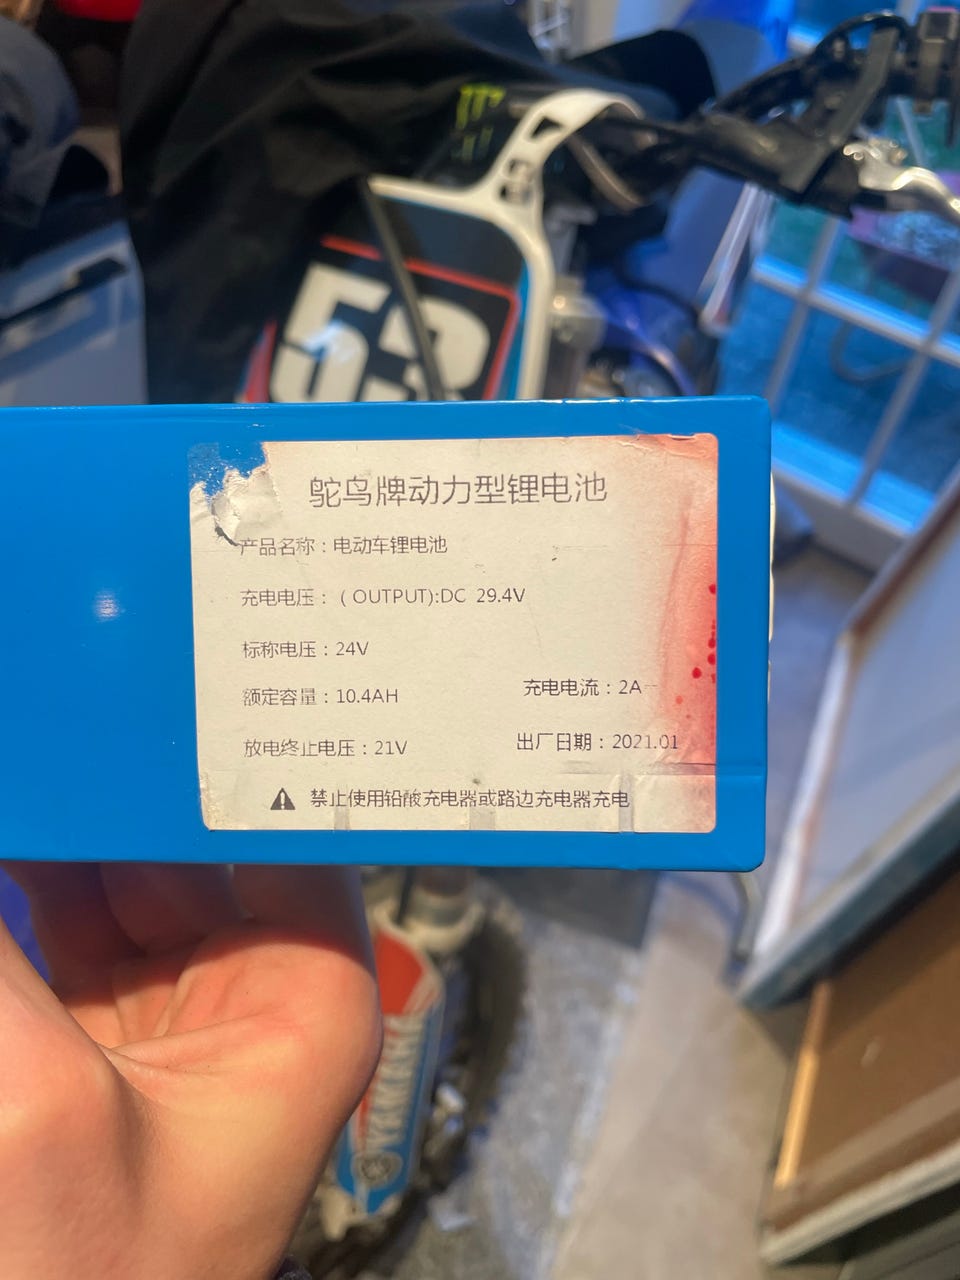 53
鸵鸟牌动力型锂电池
产品名称：电动车锂电池
充电电压：（OUTPUT):DC 29.4V
标称电压：24V
额定容量：10.4AH
充电电流：2A
放电终止电压：21V
出厂日期：2021.01
禁止使用铅酸充电器或路边充电器充电
YAMAHA